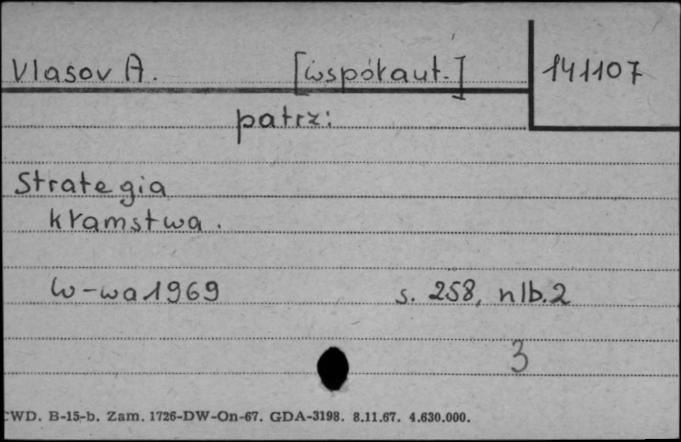 Vlasov A. [współaut.] 141107
patrz:
Strategia
kłamstwa.
W-wa 1969 s. 258, nlb. 2
3
CWD. B-15-b. Zam. 1726-DW-On-67. GDA-3198. 8.11.67. 4.630.000.